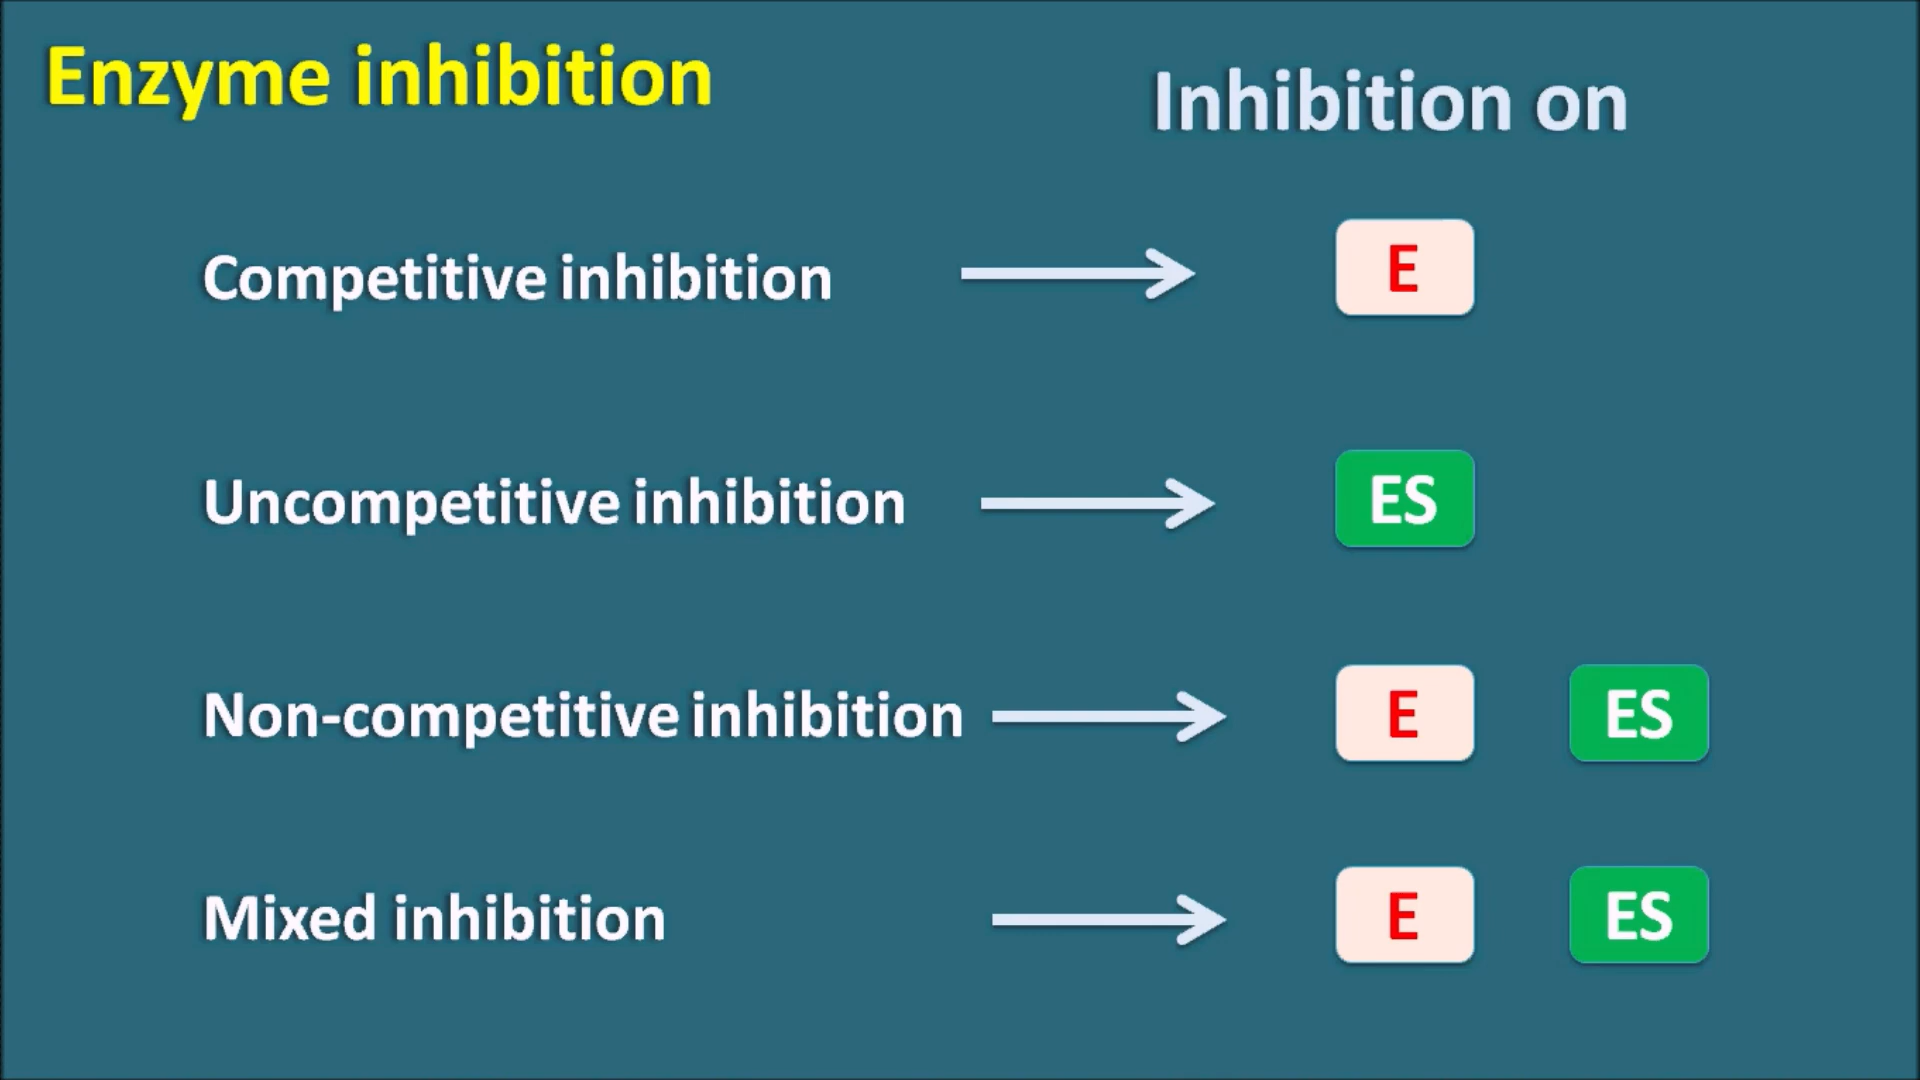 Enzyme inhibition
Inhibition on
Competitive inhibition E
Uncompetitive inhibition ES
Non-competitive inhibition E ES
Mixed inhibition E ES